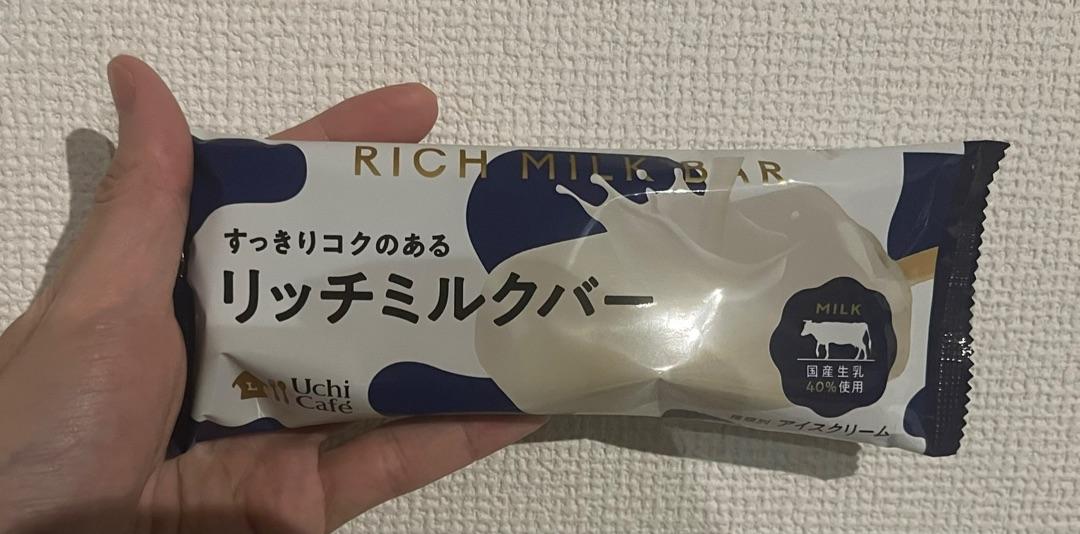 RICH MILK BAR
すっきりコクのある
リッチミルクバー
Uchi
Café
MILK
国産生乳
40%使用
種類別 アイスクリーム